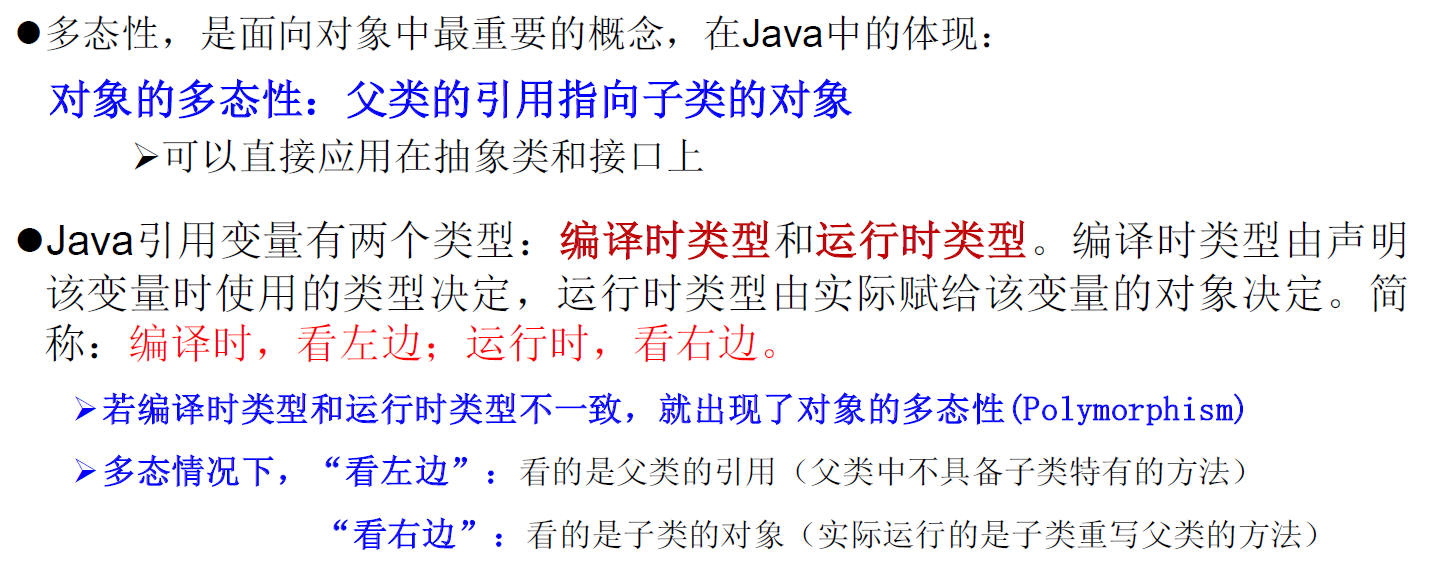 ●多态性，是面向对象中最重要的概念，在Java中的体现：
对象的多态性：父类的引用指向子类的对象
➢可以直接应用在抽象类和接口上
●Java引用变量有两个类型：编译时类型和运行时类型。编译时类型由声明
该变量时使用的类型决定，运行时类型由实际赋给该变量的对象决定。简
称：编译时，看左边；运行时，看右边。
➢若编译时类型和运行时类型不一致，就出现了对象的多态性(Polymorphism)
➢多态情况下，“看左边”：看的是父类的引用（父类中不具备子类特有的方法）
“看右边”：看的是子类的对象（实际运行的是子类重写父类的方法）